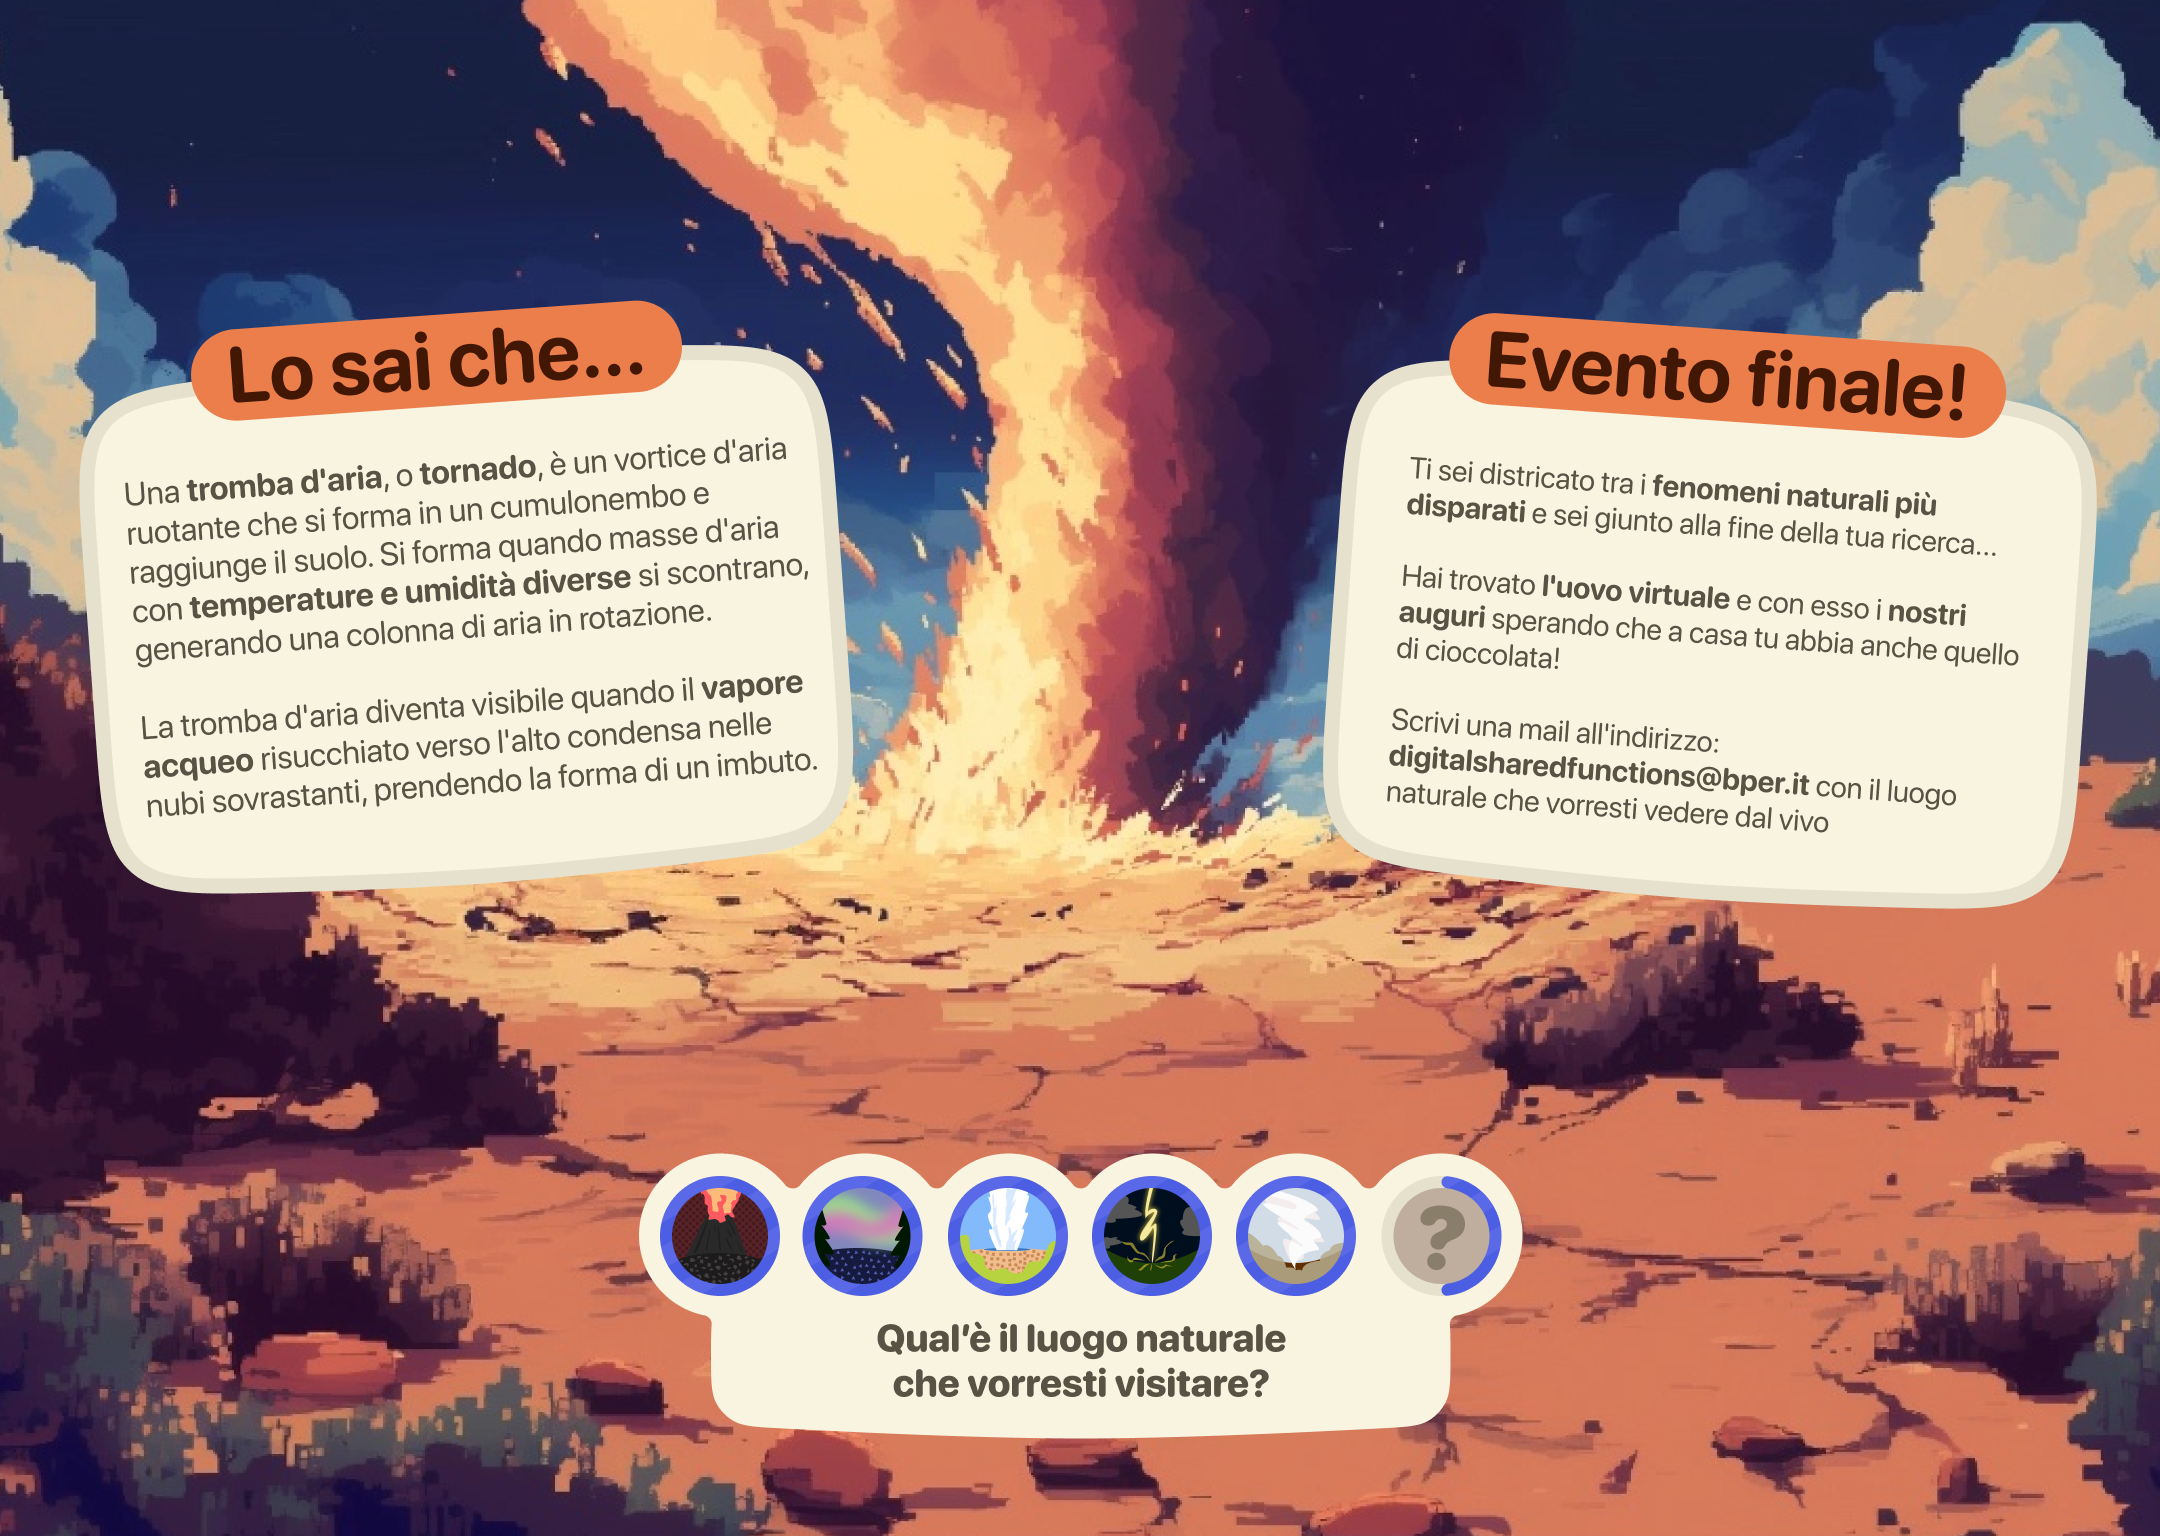 Lo sai che...
Una tromba d'aria, o tornado, è un vortice d'aria
ruotante che si forma in un cumulonembo e
raggiunge il suolo. Si forma quando masse d'aria
con temperature e umidità diverse si scontrano,
generando una colonna di aria in rotazione.
La tromba d'aria diventa visibile quando il vapore
acqueo risucchiato verso l'alto condensa nelle
nubi sovrastanti, prendendo la forma di un imbuto.
Evento finale!
Ti sei districato tra i fenomeni naturali più
disparati e sei giunto alla fine della tua ricerca...
Hai trovato l'uovo virtuale e con esso i nostri
auguri sperando che a casa tu abbia anche quello
di cioccolata!
Scrivi una mail all'indirizzo:
digitalsharedfunctions@bper.it con il luogo
naturale che vorresti vedere dal vivo
?
Qual'è il luogo naturale
che vorresti visitare?